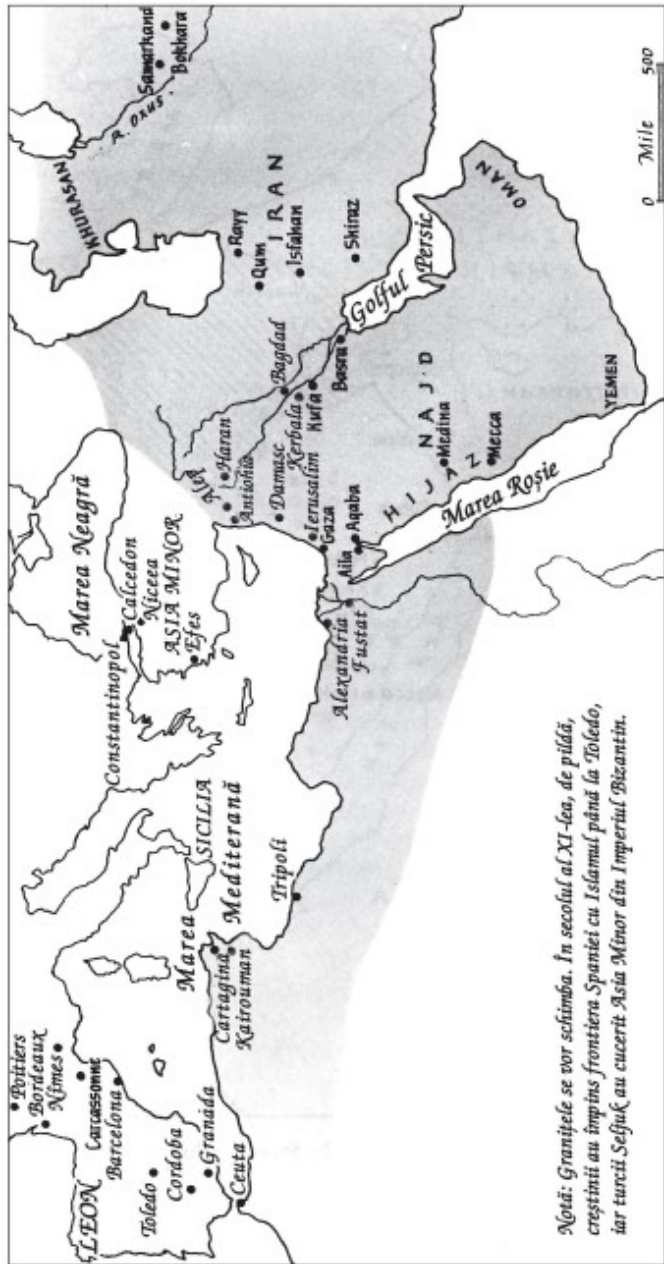 Poitiers
Bordeaux
Nîmes
Carcassonne
Barcelona
LEON
Toledo
Cordoba
Granada
Ceuta
Marea
Mediterană
SICILIA
Cartagina
Kairouman
Tripoli
Marea Neagră
Constantinopol
Calcedon
Niceea
ASIA MINOR
Efes
Alep
Haran
Antiohia
Damasc
Ierusalim
Gaza
Aqaba
Aila
Alexandria
Fustat
Bagdad
Kerbala
Kufa
Basra
KHURASAN
R. OXUS.
Samarkand
Bokhara
Rayy
Qum
IRAN
Isfahan
Shiraz
Golful Persic
HIJAZ
NAJD
Medina
Mecca
Marea Roșie
YEMEN
OMAN
0 Mile 500
Notă: Granițele se vor schimba. În secolul al XI-lea, de pildă,
creștinii au împins frontiera Spaniei cu Islamul până la Toledo,
iar turcii Seljuk au cucerit Asia Minor din Imperiul Bizantin.